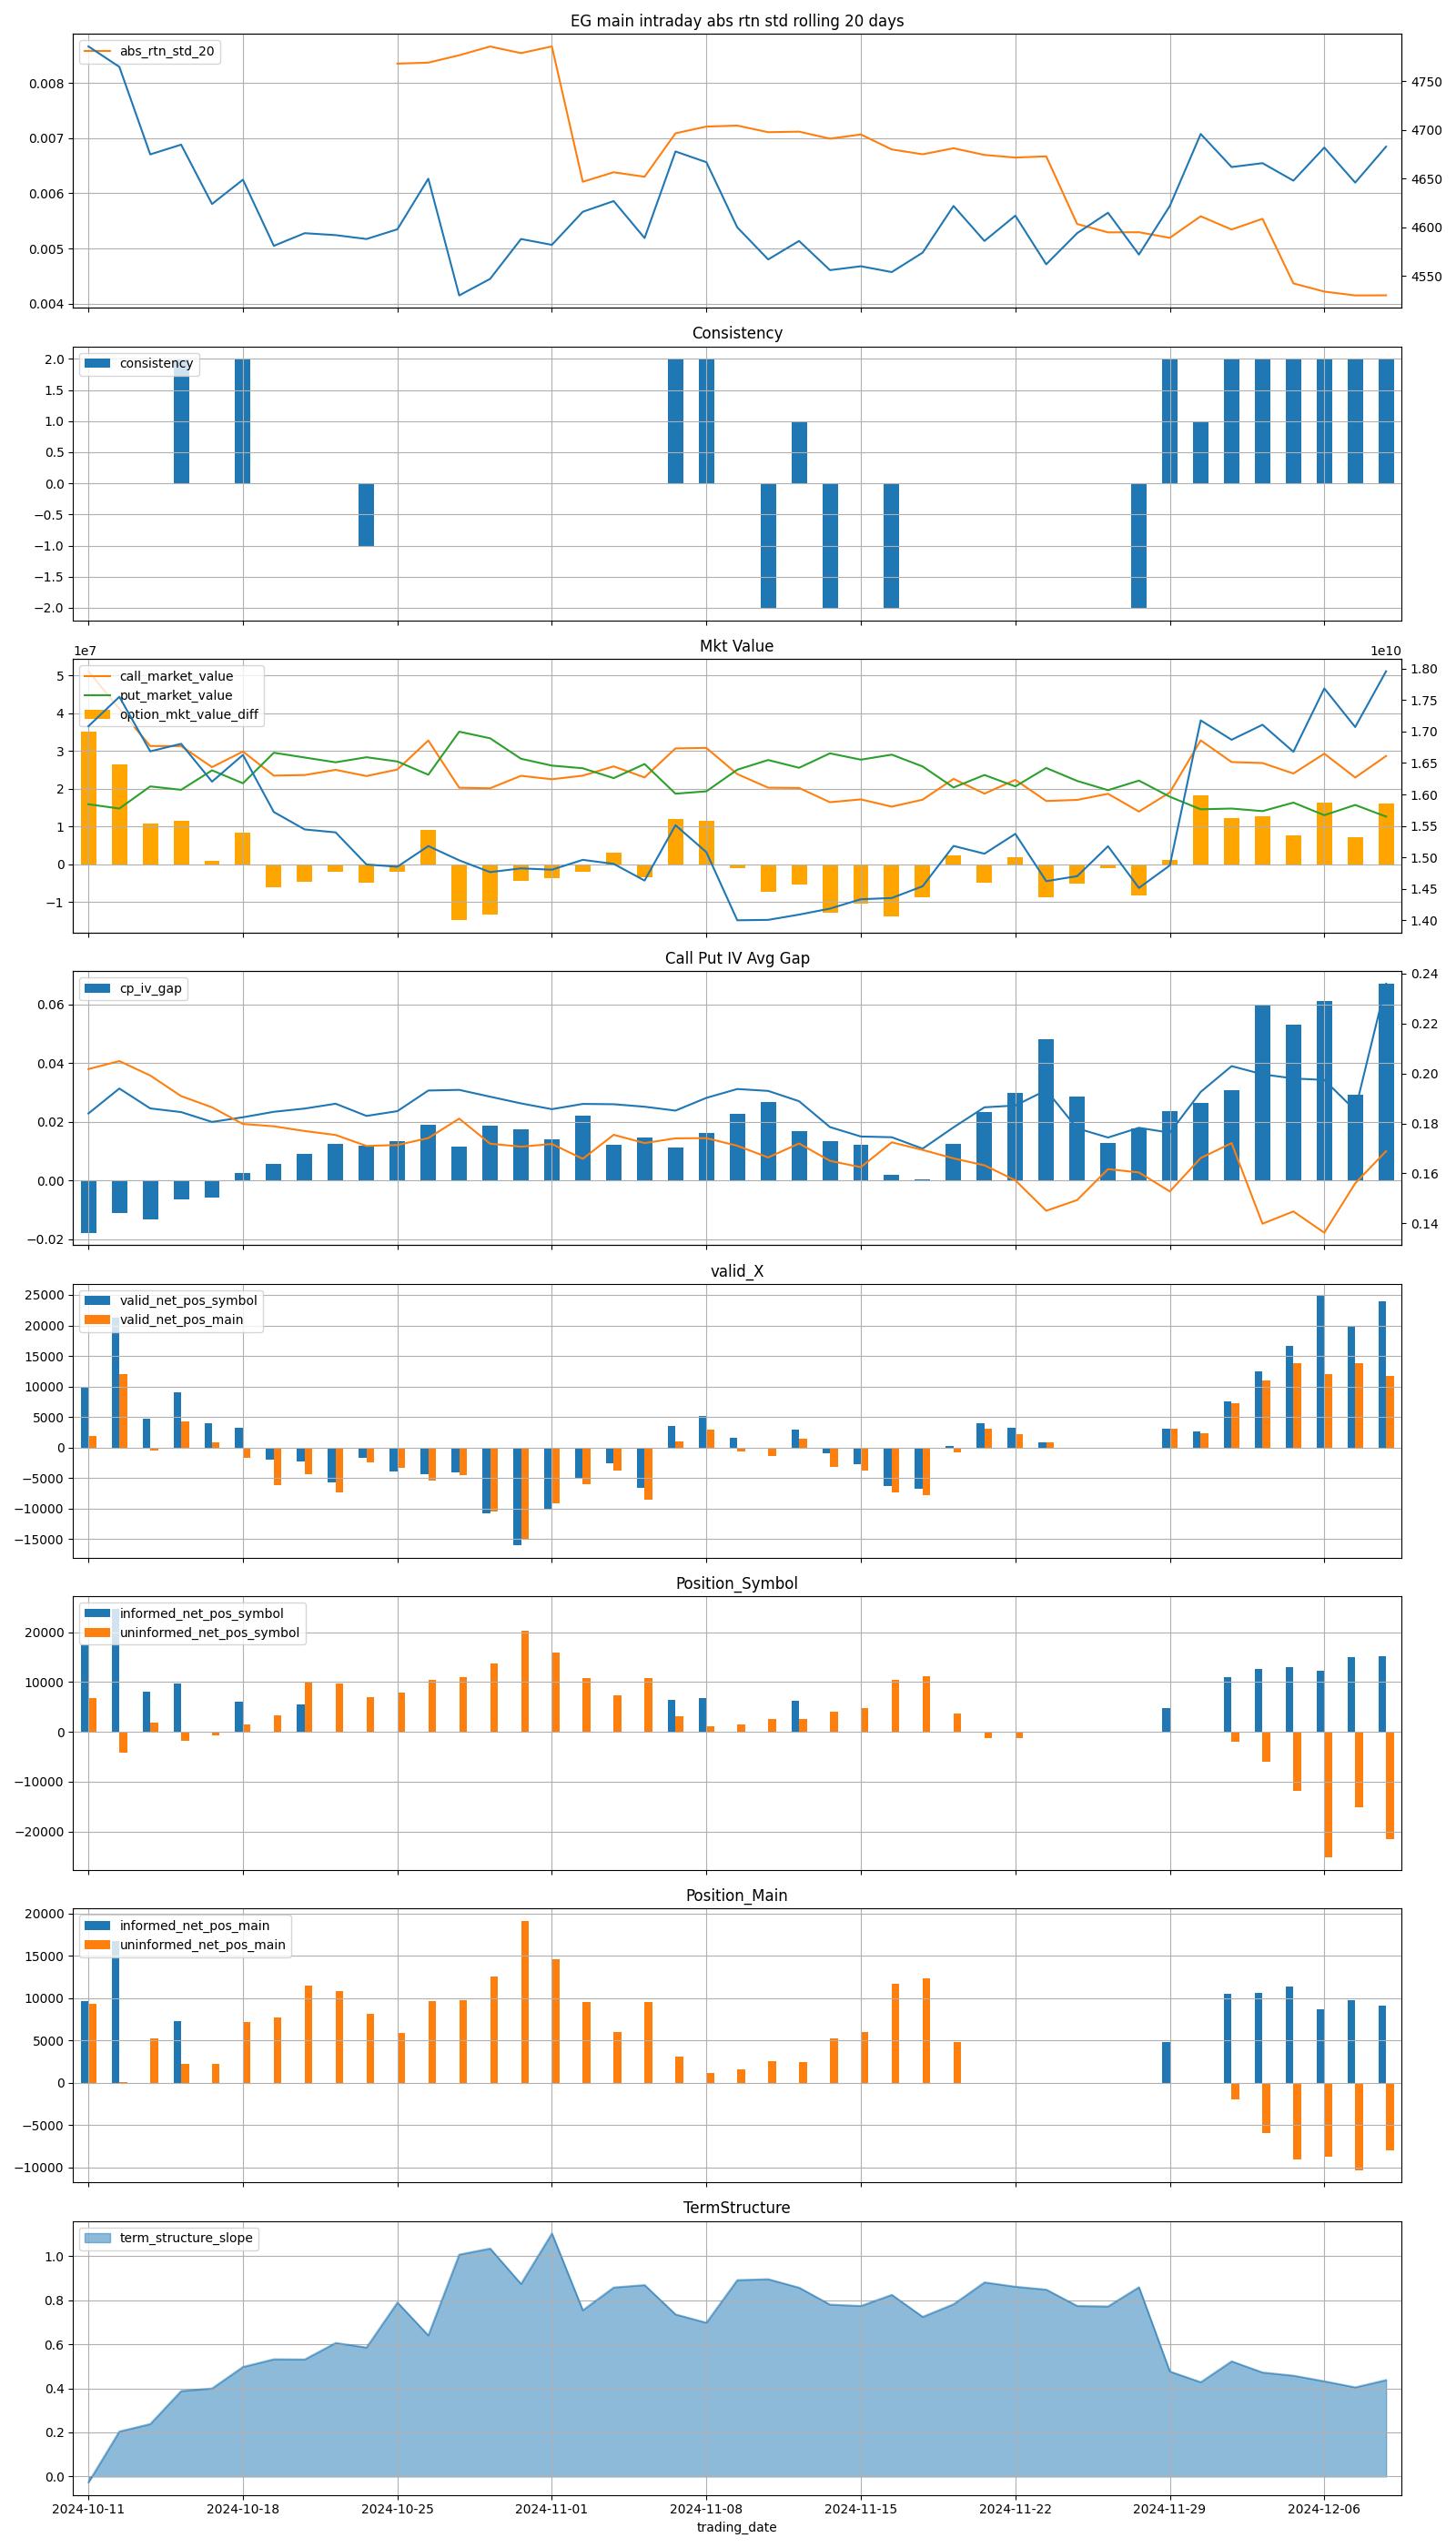 EG main intraday abs rtn std rolling 20 days
abs_rtn_std_20
0.008
0.007
0.006
0.005
0.004
4750
4700
4650
4600
4550
Consistency
consistency
2.0
1.5
1.0
0.5
0.0
−0.5
−1.0
−1.5
−2.0
Mkt Value
1e7
1e10
call_market_value
put_market_value
option_mkt_value_diff
5
4
3
2
1
0
−1
1.80
1.75
1.70
1.65
1.60
1.55
1.50
1.45
1.40
Call Put IV Avg Gap
cp_iv_gap
0.06
0.04
0.02
0.00
−0.02
0.24
0.22
0.20
0.18
0.16
0.14
valid_X
valid_net_pos_symbol
valid_net_pos_main
25000
20000
15000
10000
5000
0
−5000
−10000
−15000
Position_Symbol
informed_net_pos_symbol
uninformed_net_pos_symbol
20000
10000
0
−10000
−20000
Position_Main
informed_net_pos_main
uninformed_net_pos_main
20000
15000
10000
5000
0
−5000
−10000
TermStructure
term_structure_slope
1.0
0.8
0.6
0.4
0.2
0.0
2024-10-11 2024-10-18 2024-10-25 2024-11-01 2024-11-08 2024-11-15 2024-11-22 2024-11-29 2024-12-06
trading_date